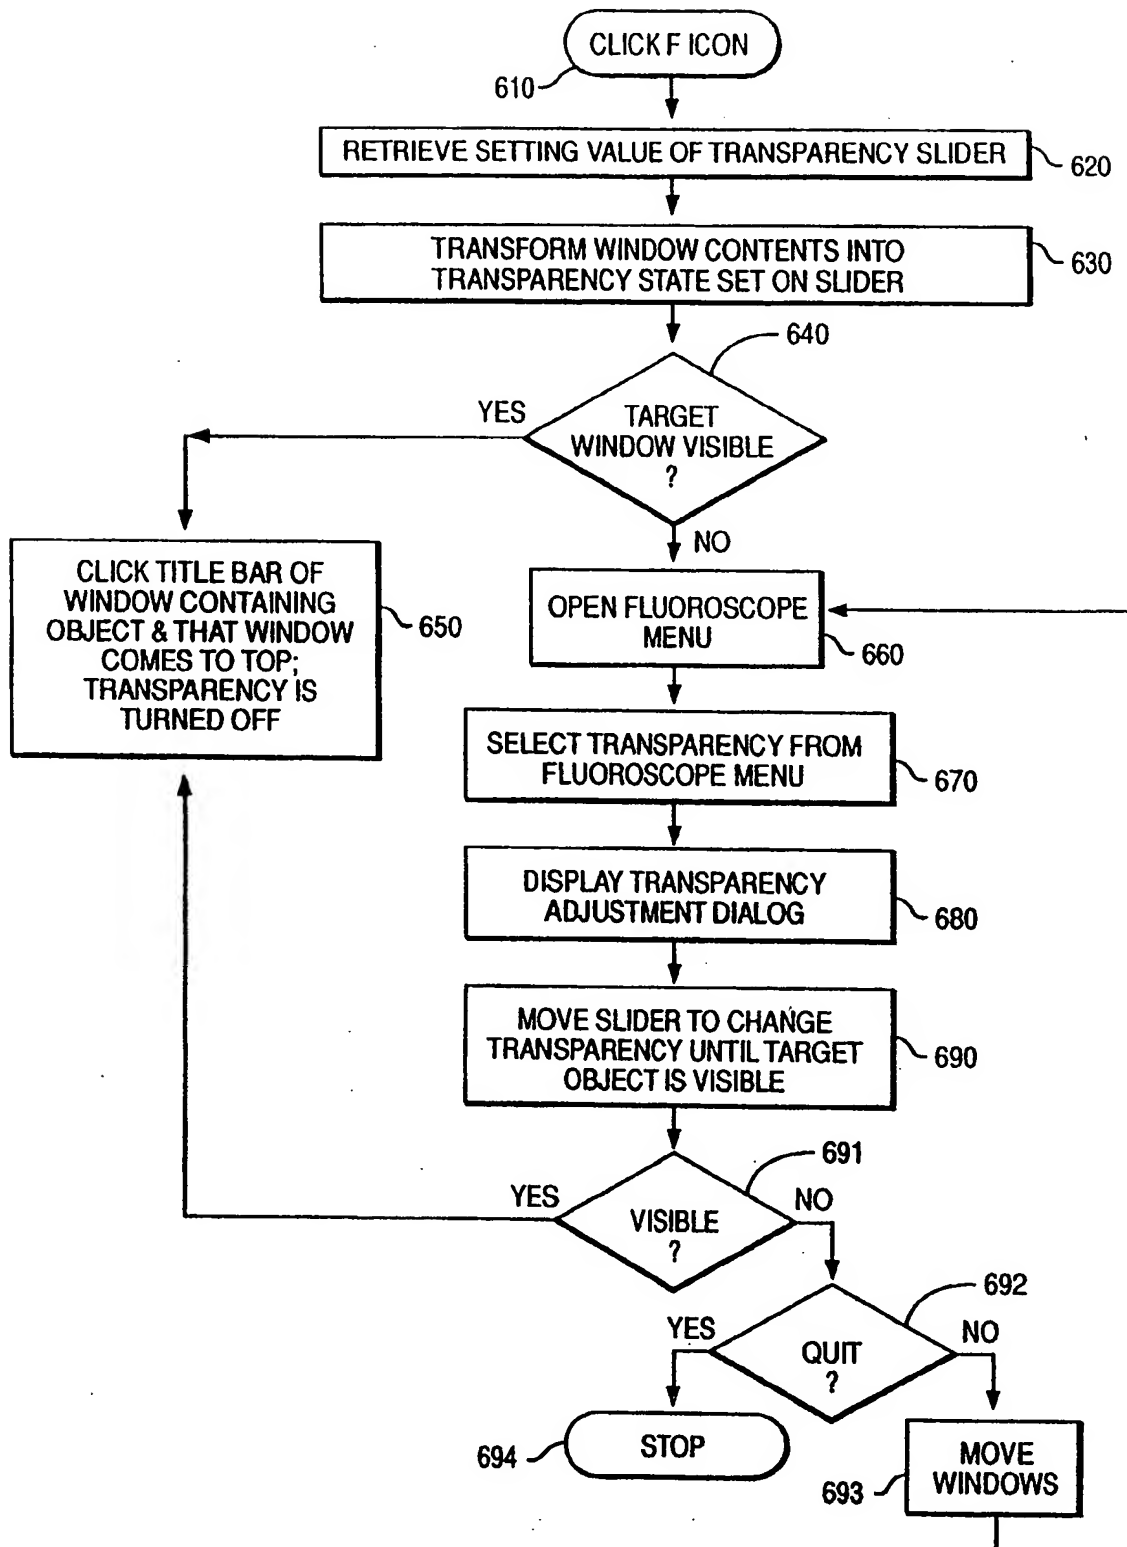 CLICK F ICON
610
RETRIEVE SETTING VALUE OF TRANSPARENCY SLIDER
620
TRANSFORM WINDOW CONTENTS INTO
TRANSPARENCY STATE SET ON SLIDER
630
640
YES
TARGET
WINDOW VISIBLE
?
NO
CLICK TITLE BAR OF
WINDOW CONTAINING
OBJECT & THAT WINDOW
COMES TO TOP;
TRANSPARENCY IS
TURNED OFF
650
OPEN FLUOROSCOPE
MENU
660
SELECT TRANSPARENCY FROM
FLUOROSCOPE MENU
670
DISPLAY TRANSPARENCY
ADJUSTMENT DIALOG
680
MOVE SLIDER TO CHANGE
TRANSPARENCY UNTIL TARGET
OBJECT IS VISIBLE
690
691
YES
NO
VISIBLE
?
692
YES
NO
QUIT
?
STOP
694
MOVE
WINDOWS
693